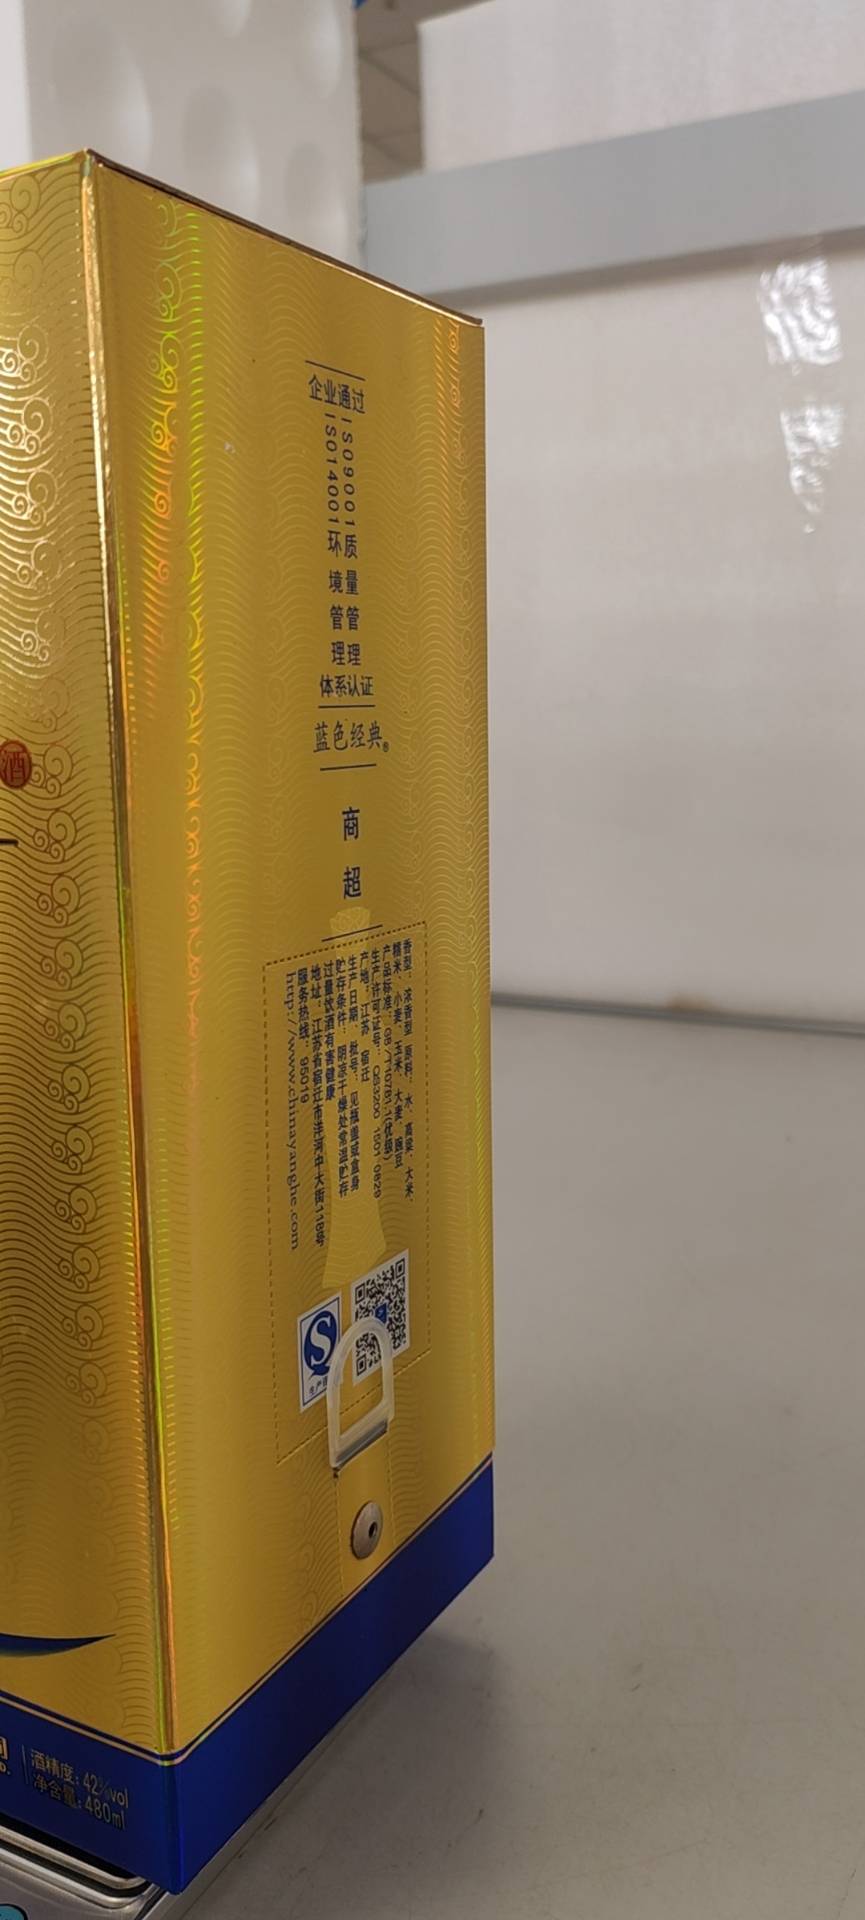 企业通过
ISO9001质量管理
ISO14001环境管理
体系认证
蓝色经典®
商超
香型：浓香型 原料：水、高粱、大米、
糯米、小麦、玉米、大麦、豌豆
产品标准：GB/T10781.1(优级)
生产许可证号：QS3200 1501 0829
产地：江苏 宿迁
生产日期、批号：见瓶盖或盒身
贮存条件：阴凉干燥处常温贮存
过量饮酒有害健康
地址：江苏省宿迁市洋河中大街118号
服务热线：95019
http://www.chinayanghe.com
S
生产
酒
司
D.
酒精度:42%vol
净含量:480ml